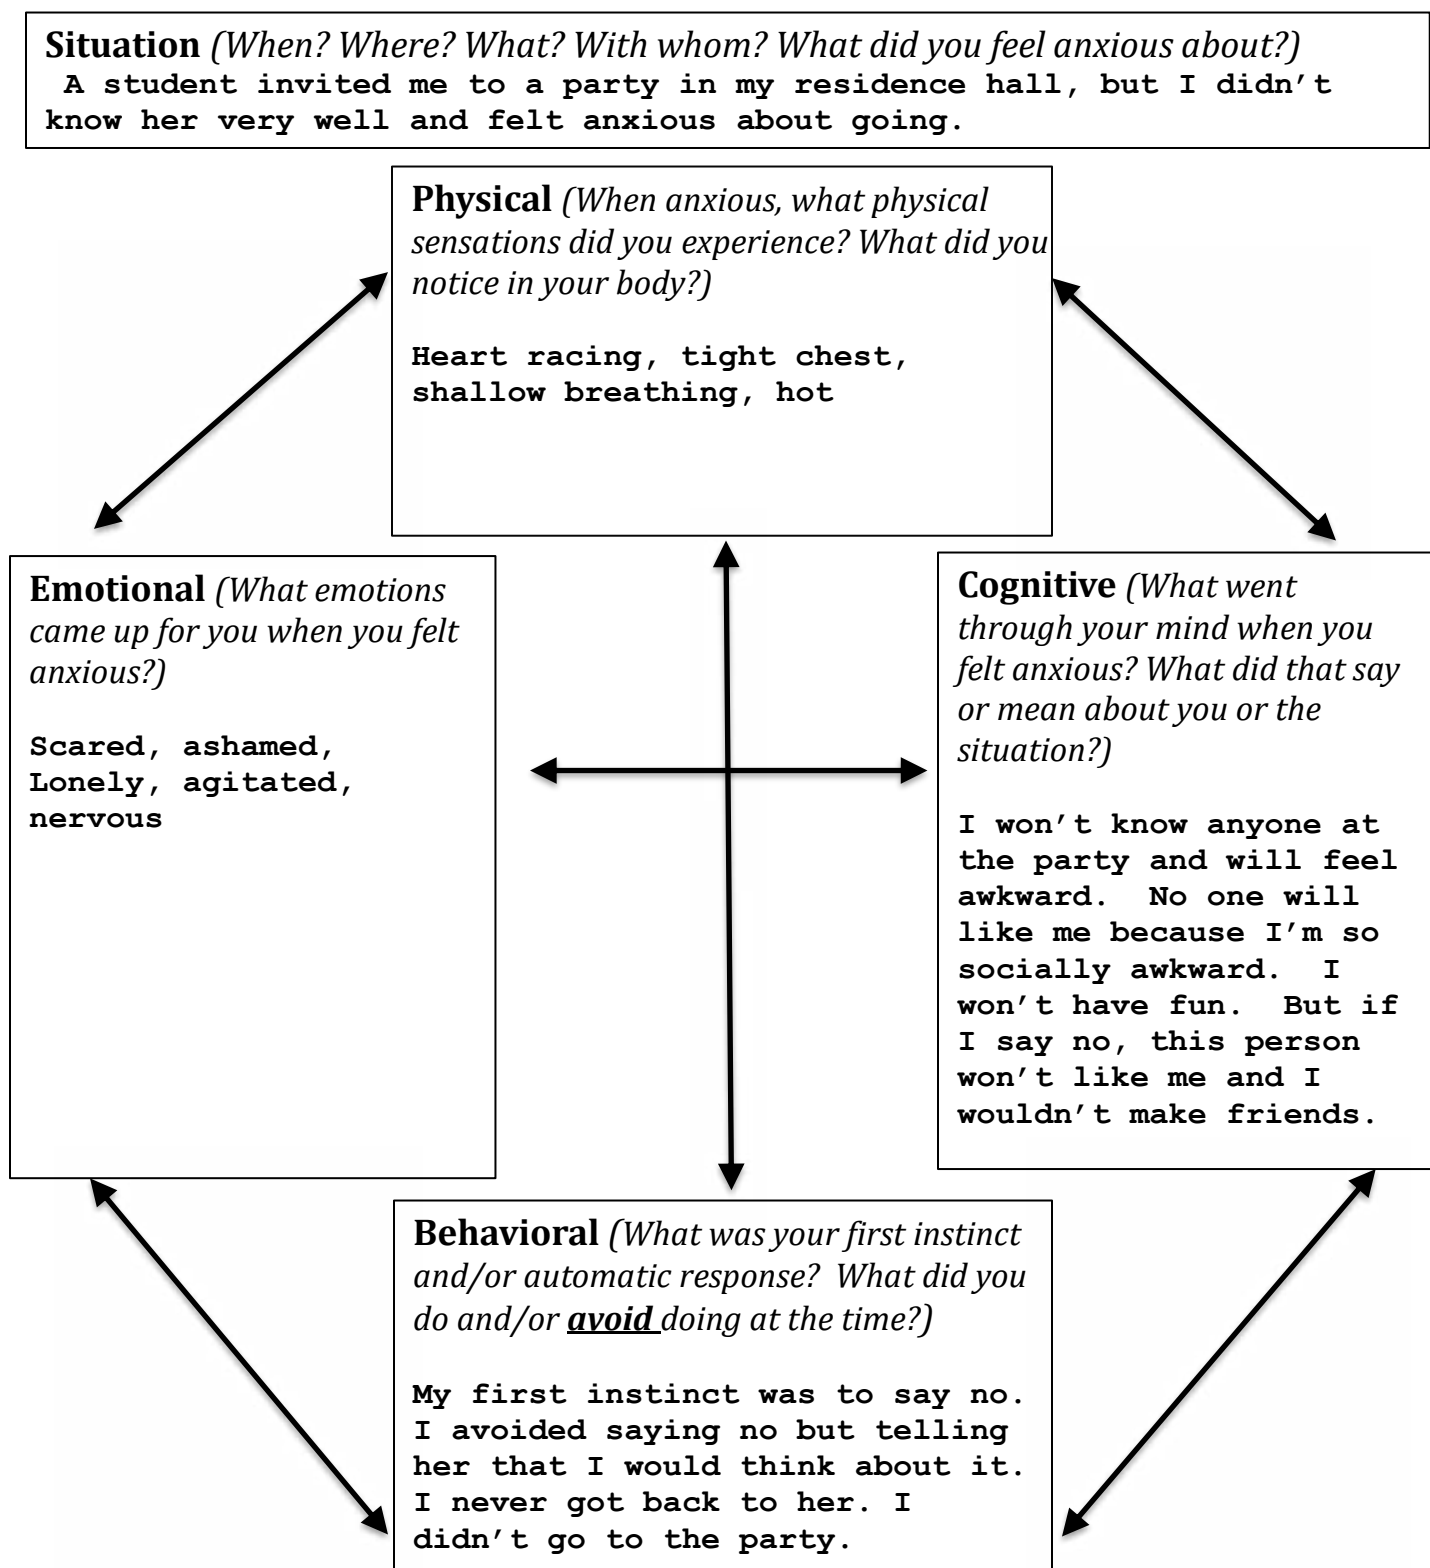 Situation (When? Where? What? With whom? What did you feel anxious about?)
A student invited me to a party in my residence hall, but I didn’t
know her very well and felt anxious about going.
Physical (When anxious, what physical
sensations did you experience? What did you
notice in your body?)
Heart racing, tight chest,
shallow breathing, hot
Emotional (What emotions
came up for you when you felt
anxious?)
Scared, ashamed,
Lonely, agitated,
nervous
Cognitive (What went
through your mind when you
felt anxious? What did that say
or mean about you or the
situation?)
I won’t know anyone at
the party and will feel
awkward.  No one will
like me because I’m so
socially awkward.  I
won’t have fun.  But if
I say no, this person
won’t like me and I
wouldn’t make friends.
Behavioral (What was your first instinct
and/or automatic response?  What did you
do and/or avoid doing at the time?)
My first instinct was to say no.
I avoided saying no but telling
her that I would think about it.
I never got back to her. I
didn’t go to the party.